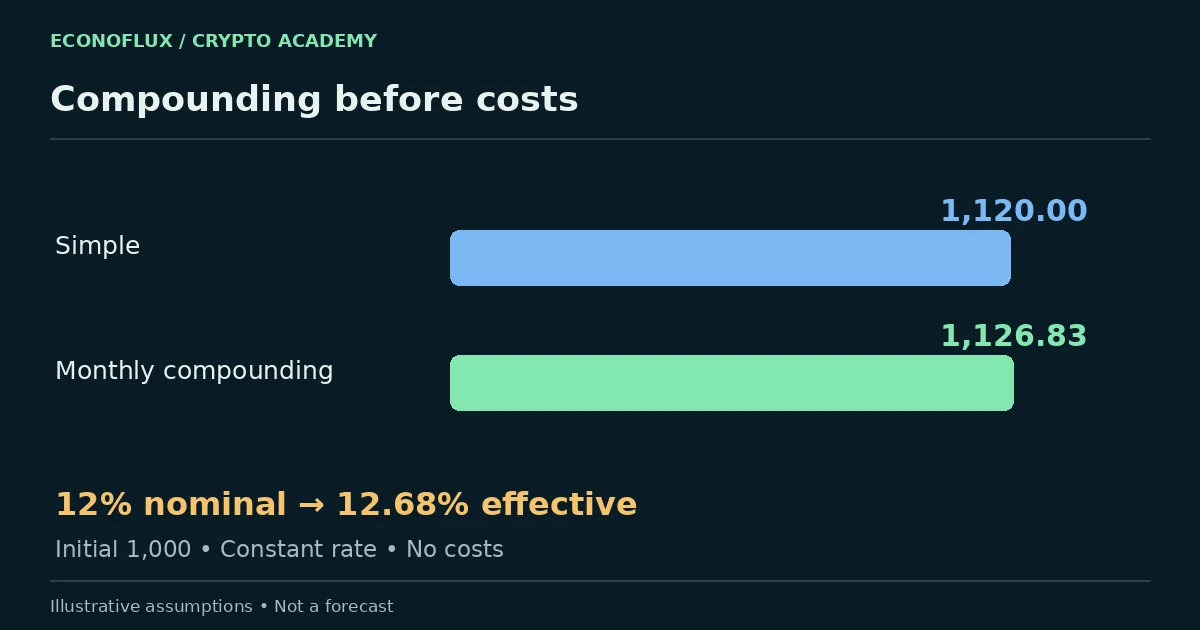 ECONOFLUX / CRYPTO ACADEMY
Compounding before costs
1,120.00
Simple
1,126.83
Monthly compounding
12% nominal → 12.68% effective
Initial 1,000 • Constant rate • No costs
Illustrative assumptions • Not a forecast